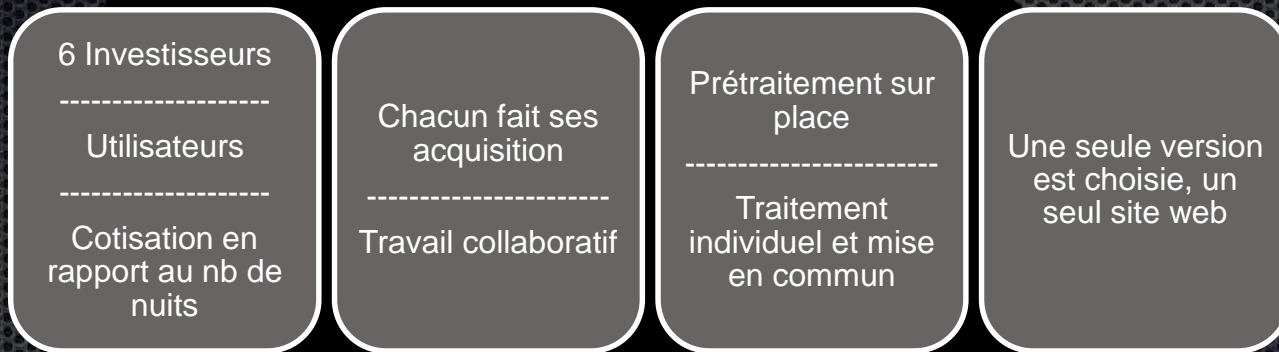 6 Investisseurs
--------------------
Utilisateurs
--------------------
Cotisation en
rapport au nb de
nuits
Chacun fait ses
acquisition
-----------------------
Travail collaboratif
Prétraitement sur
place
------------------------
Traitement
individuel et mise
en commun
Une seule version
est choisie, un
seul site web